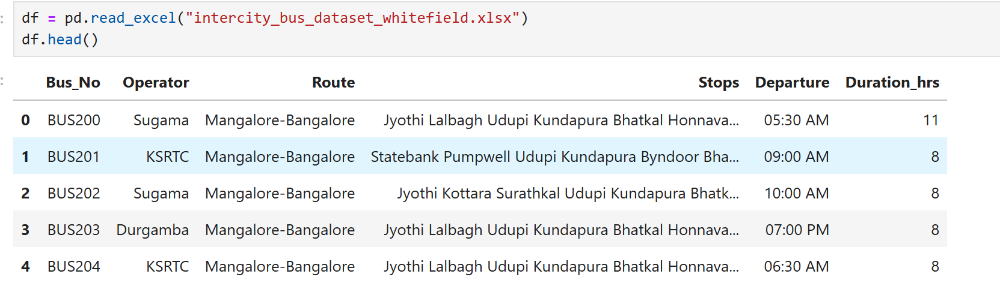 df = pd.read_excel("intercity_bus_dataset_whitefield.xlsx")
df.head()
Bus_No Operator Route Stops Departure Duration_hrs
0 BUS200 Sugama Mangalore-Bangalore Jyothi Lalbagh Udupi Kundapura Bhatkal Honnava... 05:30 AM 11
1 BUS201 KSRTC Mangalore-Bangalore Statebank Pumpwell Udupi Kundapura Byndoor Bha... 09:00 AM 8
2 BUS202 Sugama Mangalore-Bangalore Jyothi Kottara Surathkal Udupi Kundapura Bhatk... 10:00 AM 8
3 BUS203 Durgamba Mangalore-Bangalore Jyothi Lalbagh Udupi Kundapura Bhatkal Honnava... 07:00 PM 8
4 BUS204 KSRTC Mangalore-Bangalore Jyothi Lalbagh Udupi Kundapura Bhatkal Honnava... 06:30 AM 8